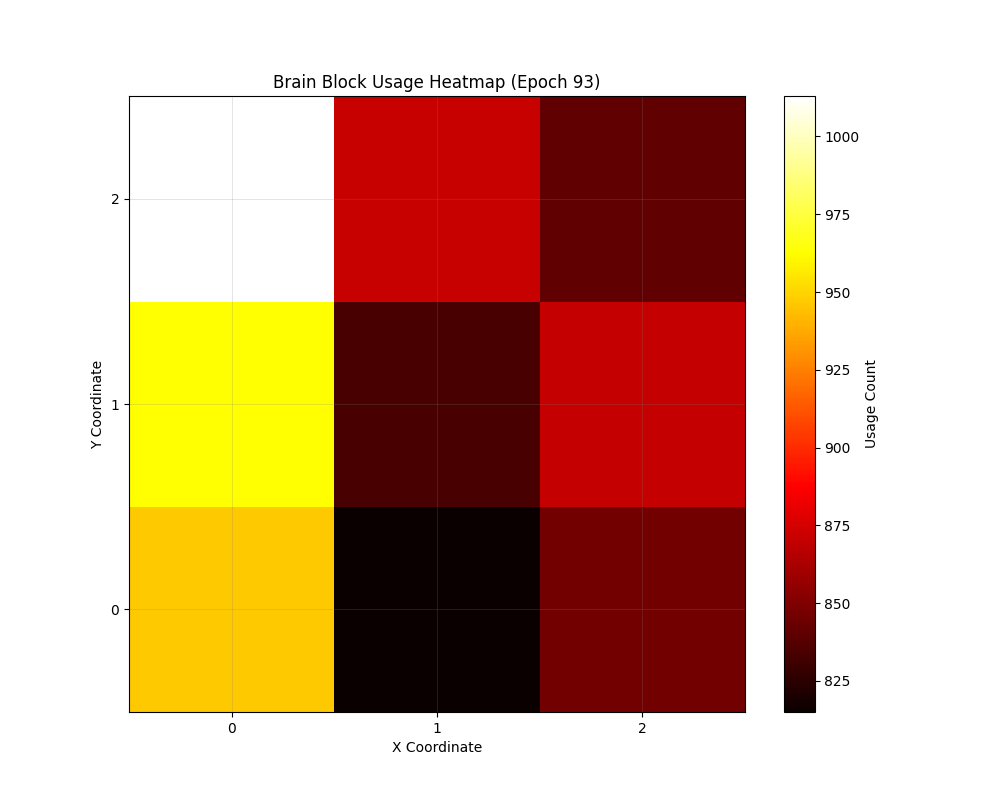 Brain Block Usage Heatmap (Epoch 93)
2
1
0
Y Coordinate
0 1 2
X Coordinate
1000
975
950
925
900
875
850
825
Usage Count